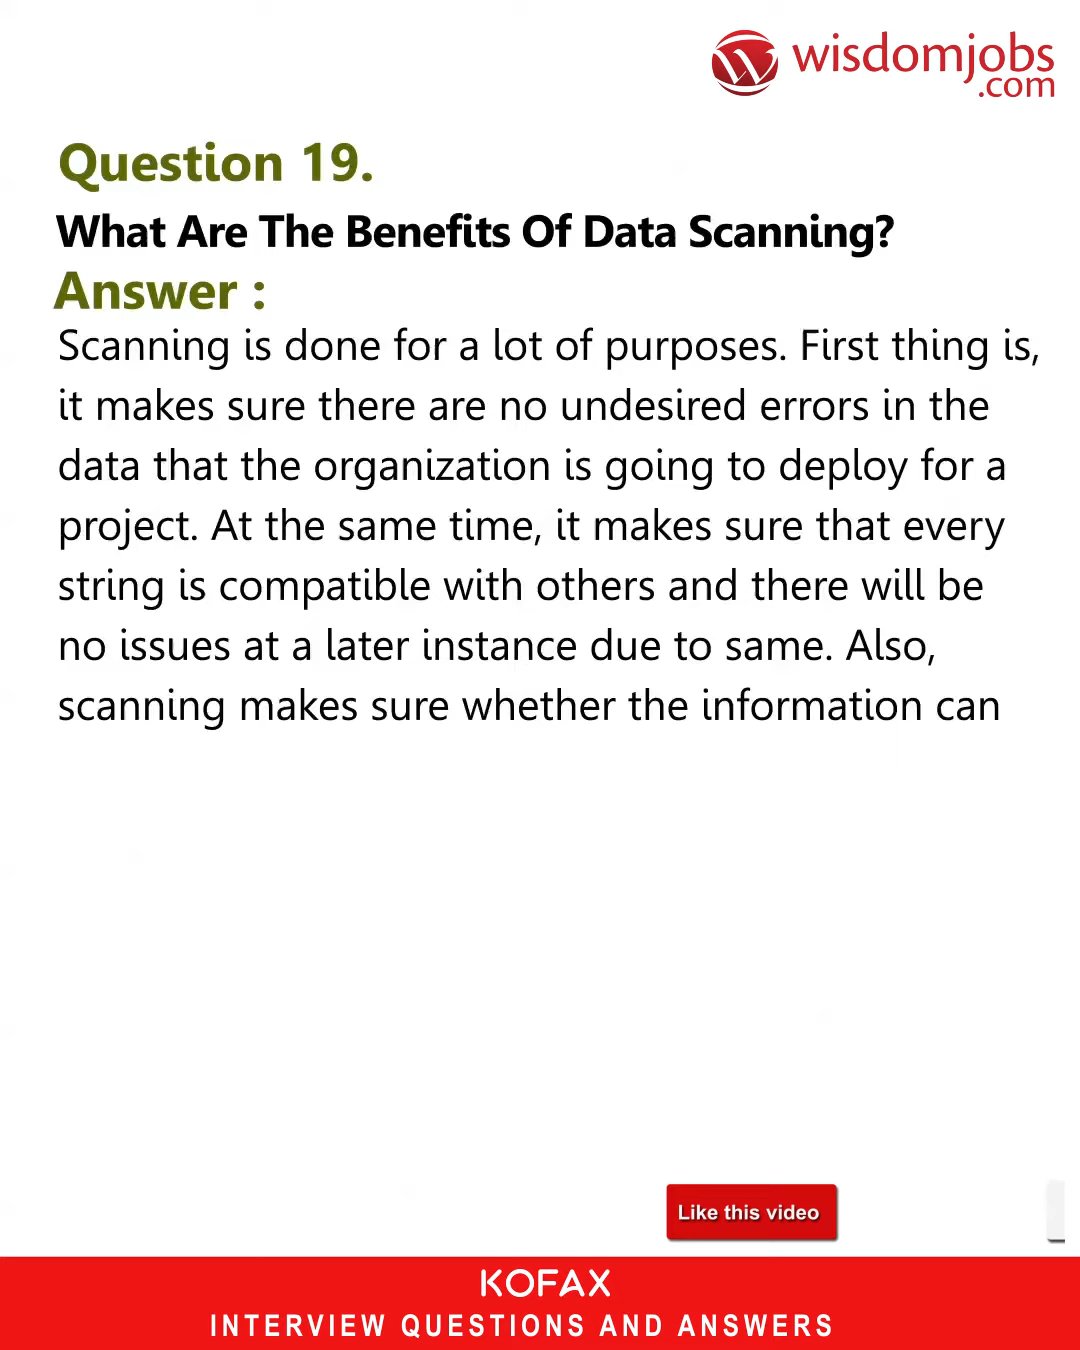 wisdomjobs
.com
Question 19.
What Are The Benefits Of Data Scanning?
Answer :
Scanning is done for a lot of purposes. First thing is,
it makes sure there are no undesired errors in the
data that the organization is going to deploy for a
project. At the same time, it makes sure that every
string is compatible with others and there will be
no issues at a later instance due to same. Also,
scanning makes sure whether the information can
Like this video
KOFAX
INTERVIEW QUESTIONS AND ANSWERS